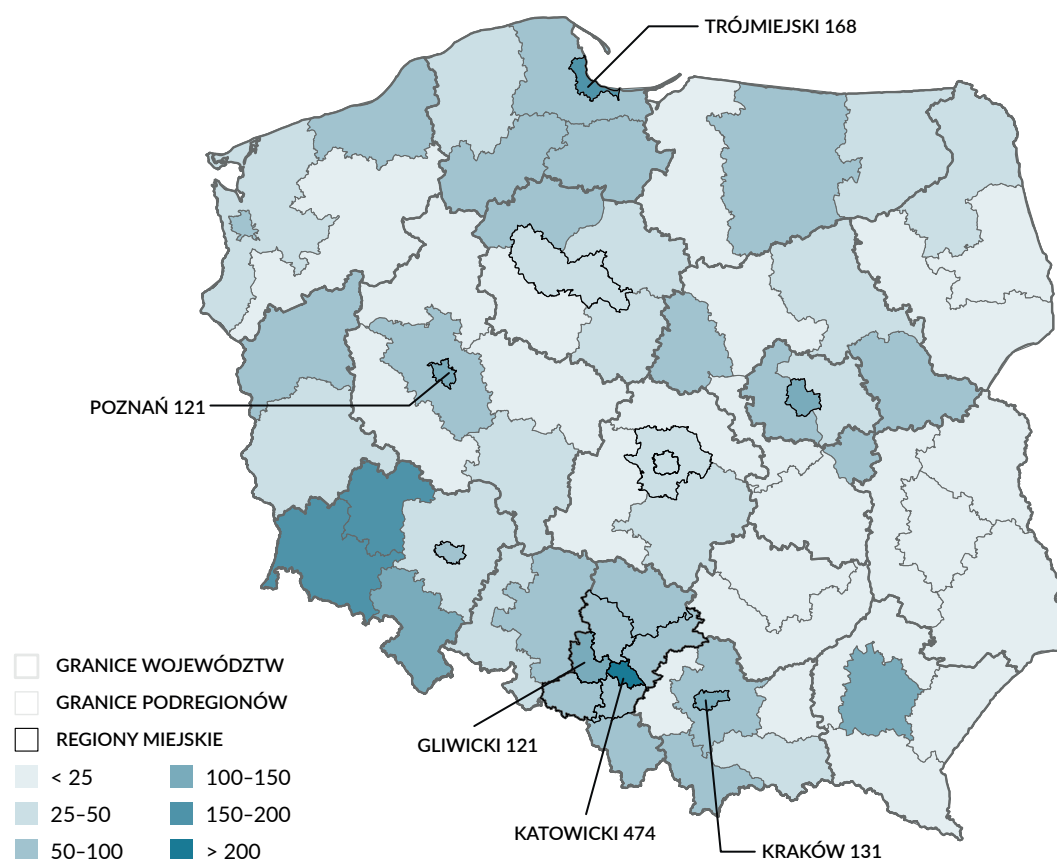 TRÓJMIEJSKI 168
POZNAŃ 121
GRANICE WOJEWÓDZTW
GRANICE PODREGIONÓW
REGIONY MIEJSKIE
< 25
25–50
50–100
100–150
150–200
> 200
GLIWICKI 121
KATOWICKI 474
KRAKÓW 131